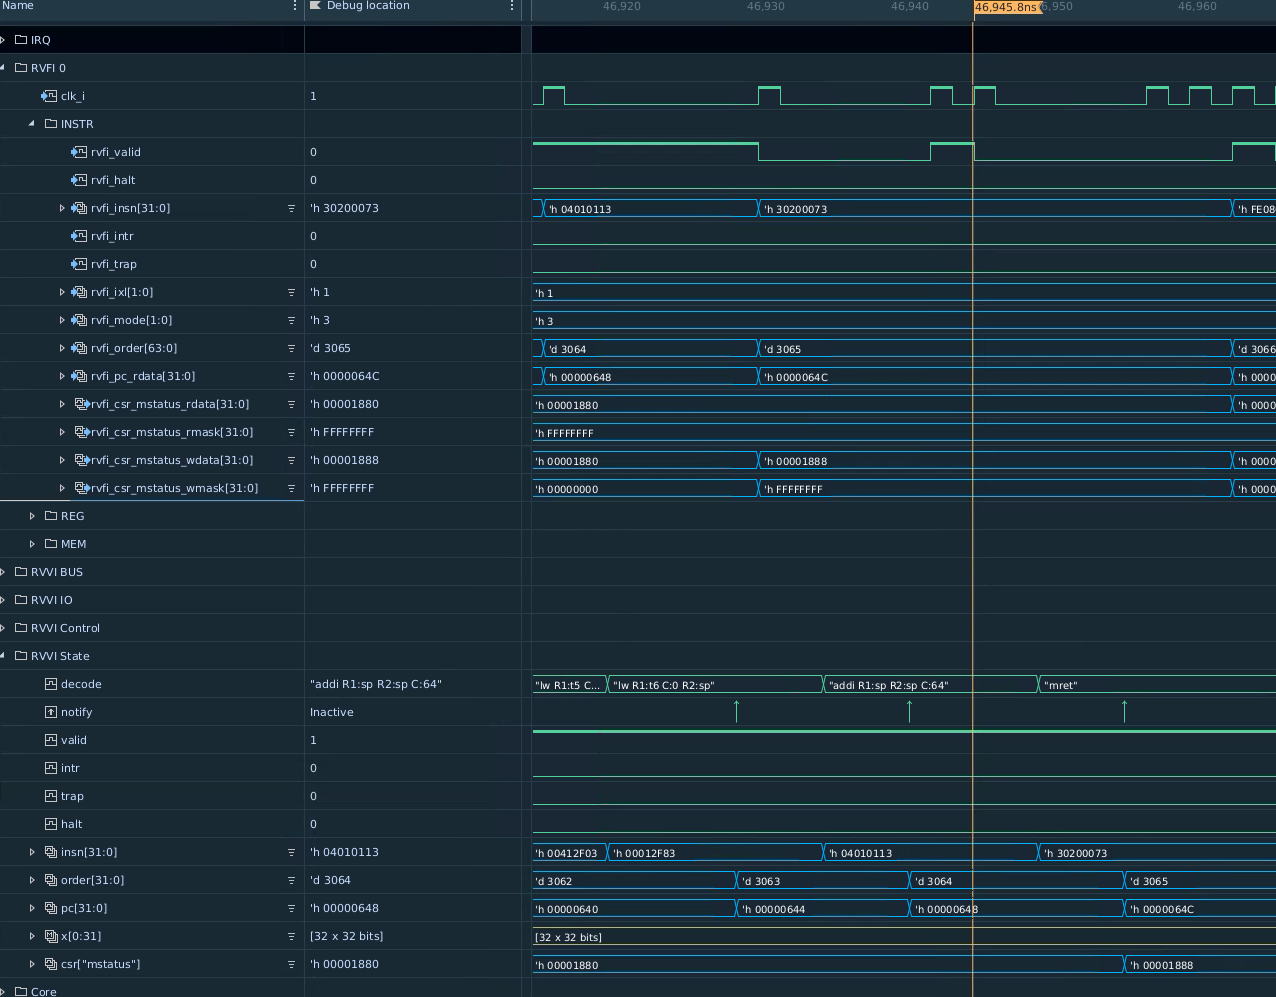 Name Debug location 46,920 46,930 46,940 46,945.8ns 6,950 46,960
IRQ
RVFI 0
clk_i 1
INSTR
rvfi_valid 0
rvfi_halt 0
rvfi_insn[31:0] 'h 30200073 'h 04010113 'h 30200073 'h FE08
rvfi_intr 0
rvfi_trap 0
rvfi_ixl[1:0] 'h 1 'h 1
rvfi_mode[1:0] 'h 3 'h 3
rvfi_order[63:0] 'd 3065 'd 3064 'd 3065 'd 3066
rvfi_pc_rdata[31:0] 'h 0000064C 'h 00000648 'h 0000064C 'h 0000
rvfi_csr_mstatus_rdata[31:0] 'h 00001880 'h 00001880 'h 0000
rvfi_csr_mstatus_rmask[31:0] 'h FFFFFFFF 'h FFFFFFFF
rvfi_csr_mstatus_wdata[31:0] 'h 00001888 'h 00001880 'h 00001888 'h 0000
rvfi_csr_mstatus_wmask[31:0] 'h FFFFFFFF 'h 00000000 'h FFFFFFFF 'h 0000
REG
MEM
RVVI BUS
RVVI IO
RVVI Control
RVVI State
decode "addi R1:sp R2:sp C:64" "lw R1:t5 C... "lw R1:t6 C:0 R2:sp" "addi R1:sp R2:sp C:64" "mret"
notify Inactive
valid 1
intr 0
trap 0
halt 0
insn[31:0] 'h 04010113 'h 00412F03 'h 00012F83 'h 04010113 'h 30200073
order[31:0] 'd 3064 'd 3062 'd 3063 'd 3064 'd 3065
pc[31:0] 'h 00000648 'h 00000640 'h 00000644 'h 00000648 'h 0000064C
x[0:31] [32 x 32 bits] [32 x 32 bits]
csr["mstatus"] 'h 00001880 'h 00001880 'h 00001888
Core